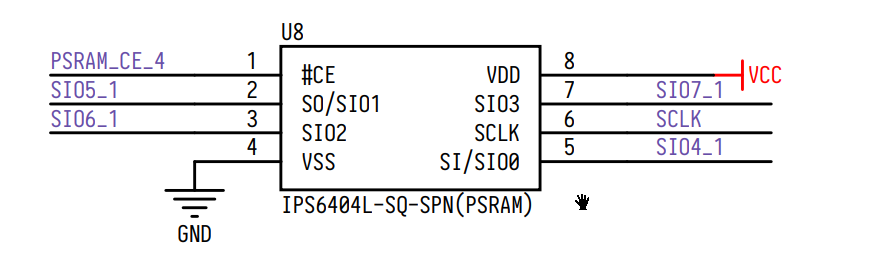 U8
PSRAM_CE_4 1 #CE VDD 8 VCC
SIO5_1 2 SO/SIO1 SIO3 7 SIO7_1
SIO6_1 3 SIO2 SCLK 6 SCLK
4 VSS SI/SIO0 5 SIO4_1
IPS6404L-SQ-SPN(PSRAM)
GND